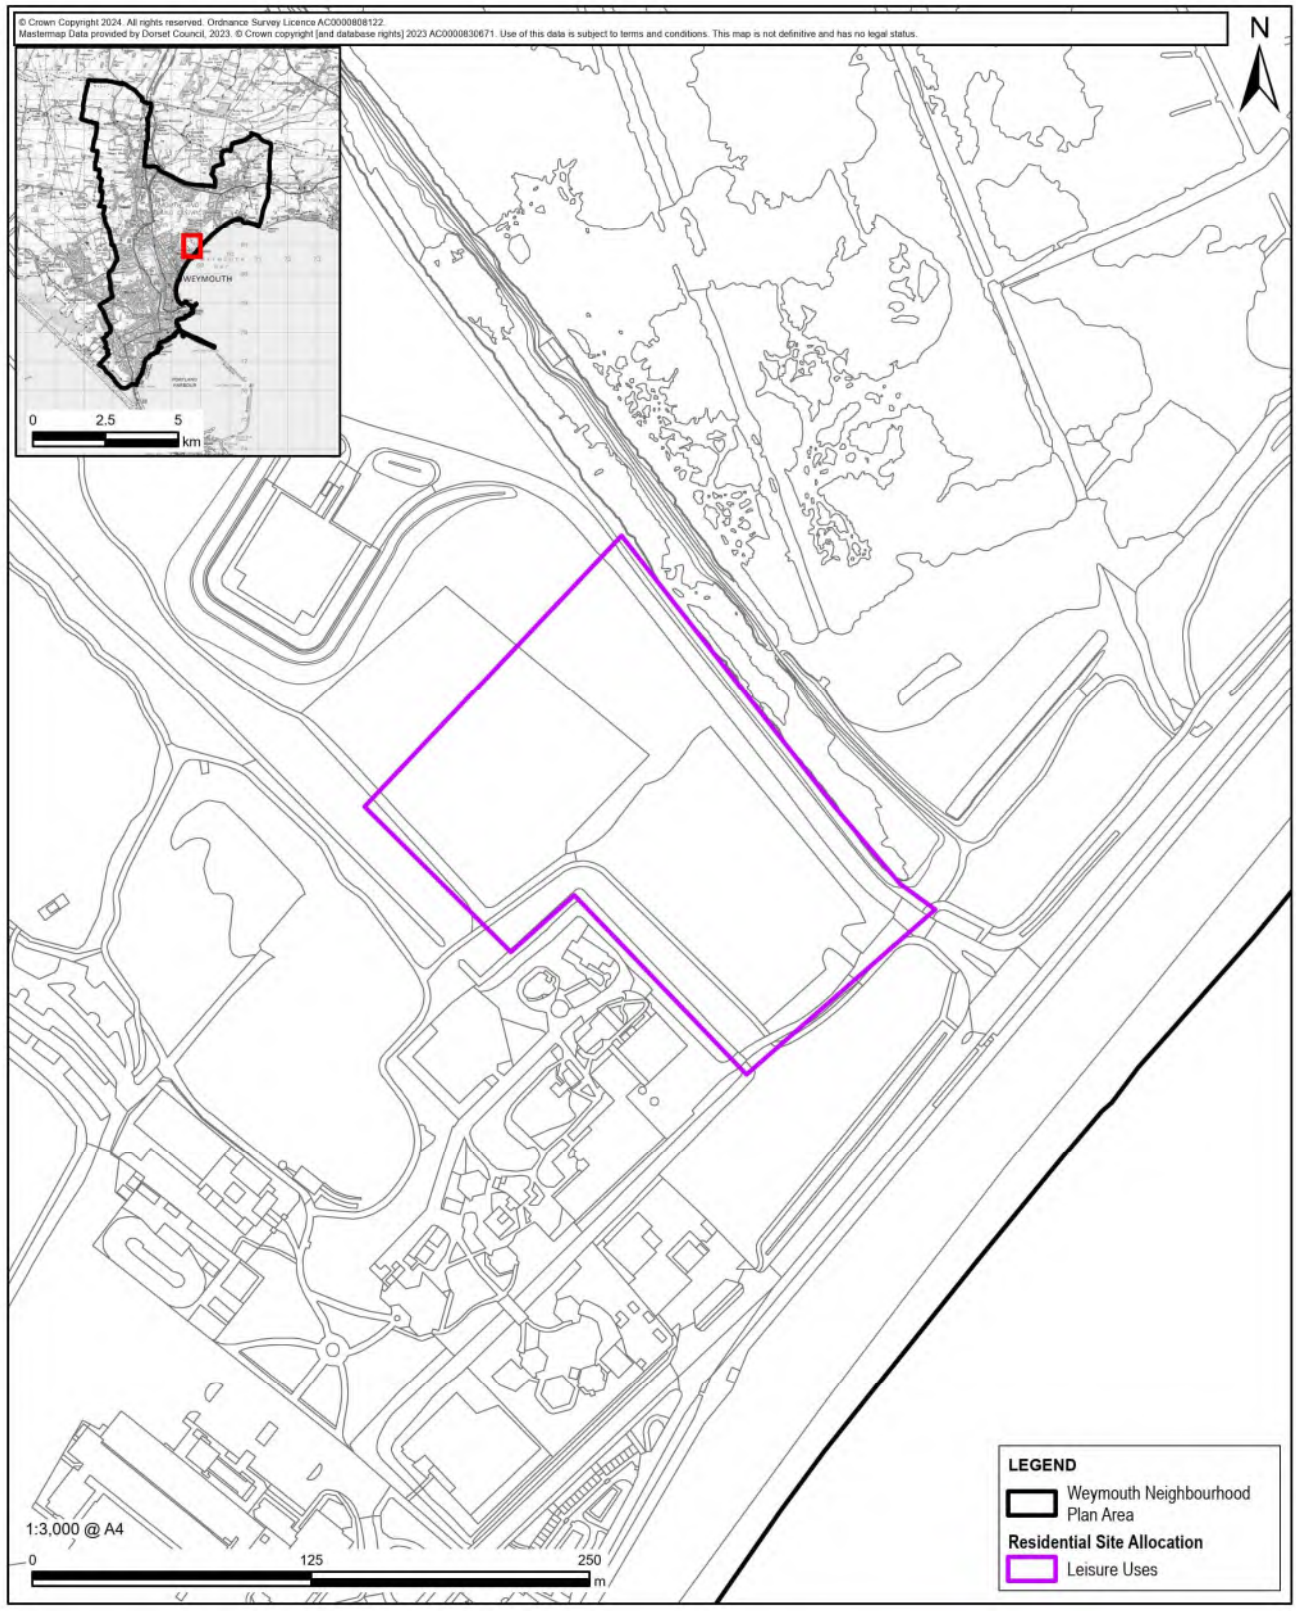 © Crown Copyright 2024. All rights reserved. Ordnance Survey Licence AC0000808122.
Mastermap Data provided by Dorset Council, 2023. © Crown copyright [and database rights] 2023 AC0000830671. Use of this data is subject to terms and conditions. This map is not definitive and has no legal status.
N
WEYMOUTH
PORTLAND
HARBOUR
0 2.5 5
km
LEGEND
Weymouth Neighbourhood
Plan Area
Residential Site Allocation
Leisure Uses
1:3,000 @ A4
0 125 250
m